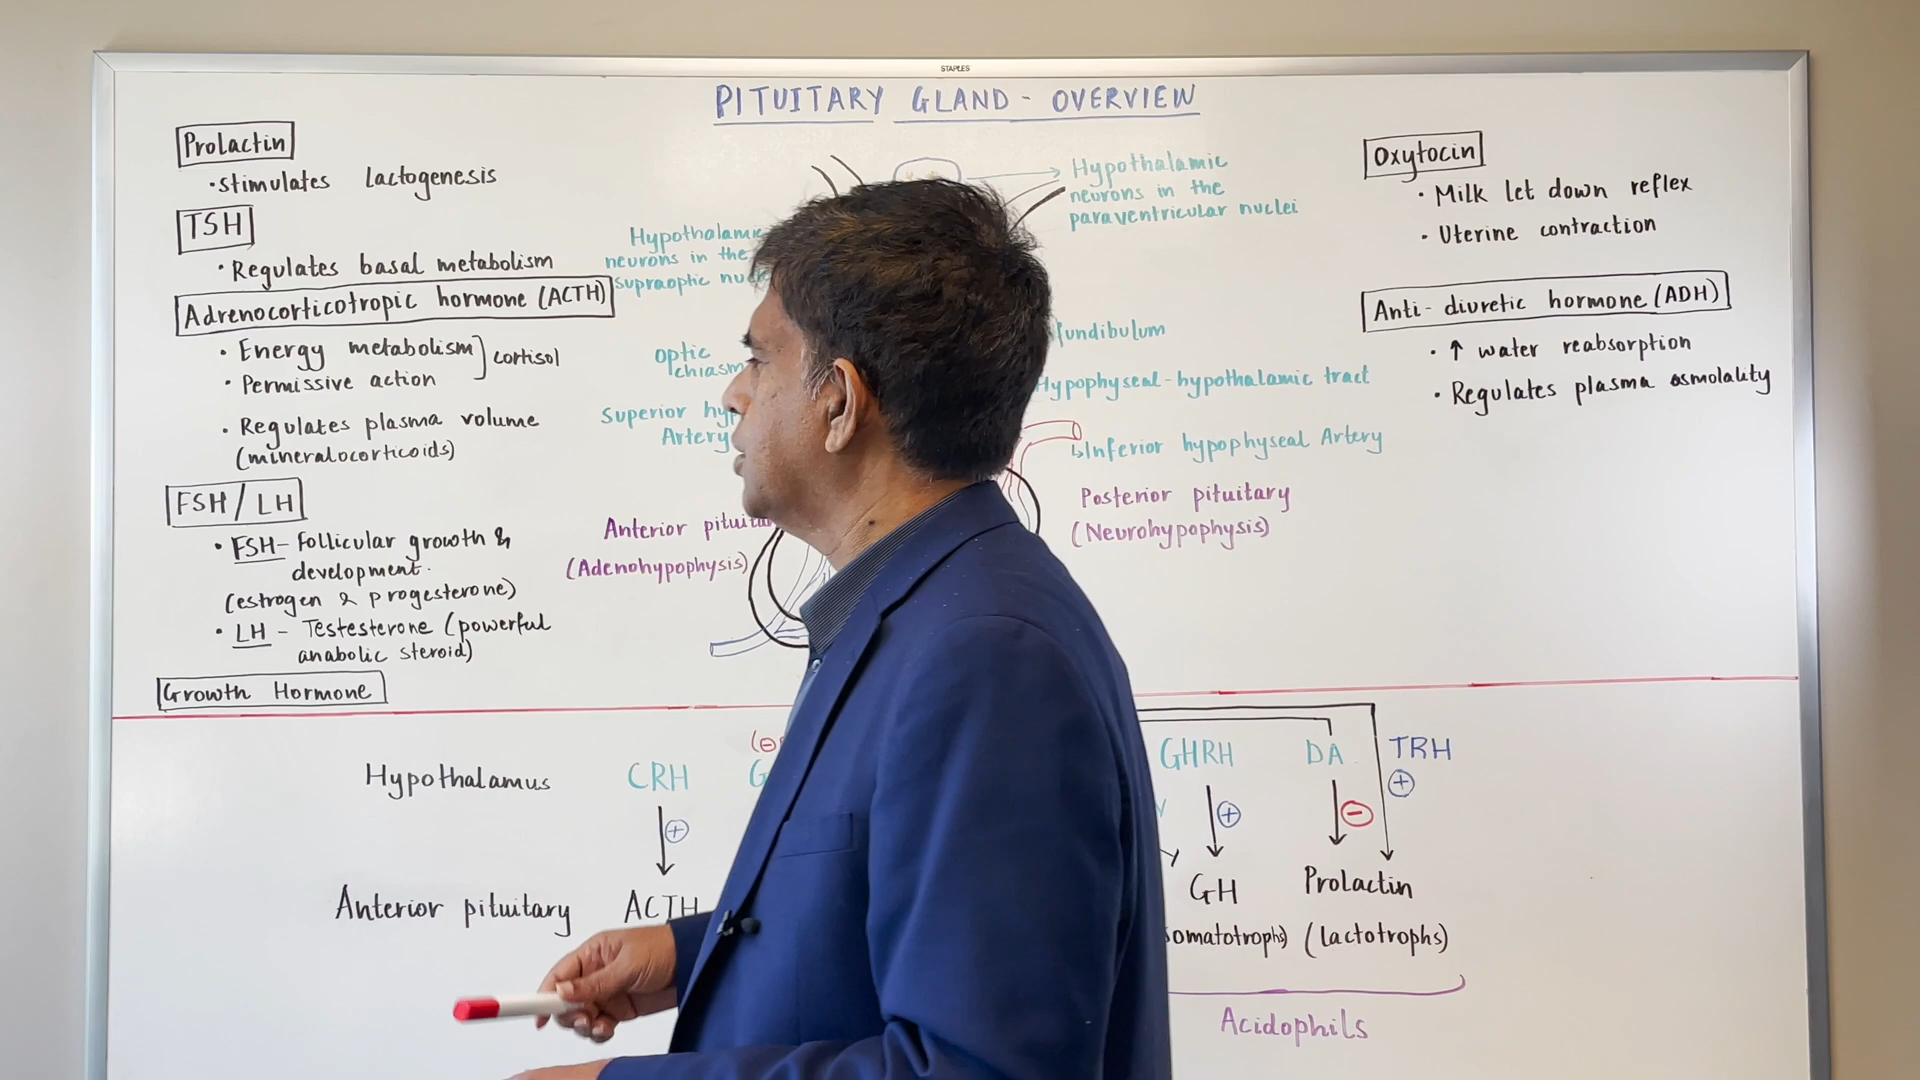 STAPLES
PITUITARY GLAND - OVERVIEW
Prolactin
• stimulates lactogenesis
TSH
• Regulates basal metabolism
Adrenocorticotropic hormone (ACTH)
• Energy metabolism
• Permissive action
cortisol
• Regulates plasma volume
(mineralocorticoids)
FSH / LH
• FSH- Follicular growth &
development.
(estrogen & progesterone)
• LH - Testesterone (powerful
anabolic steroid)
Growth Hormone
Hypothalamic
neurons in the
paraventricular nuclei
Hypothalamic
neurons in the
supraoptic
optic
chiasm
Superior
Artery
Anterior
(Adenohypophysis)
Hypophyseal-hypothalamic tract
Inferior hypophyseal Artery
Posterior pituitary
(Neurohypophysis)
Oxytocin
• Milk let down reflex
• Uterine contraction
Anti-diuretic hormone (ADH)
• ↑ water reabsorption
• Regulates plasma osmolality
Hypothalamus CRH GHRH DA TRH
⊕ ⊕ ⊖ ⊕
Anterior pituitary ACTH GH Prolactin
(lactotrophs)
Acidophils